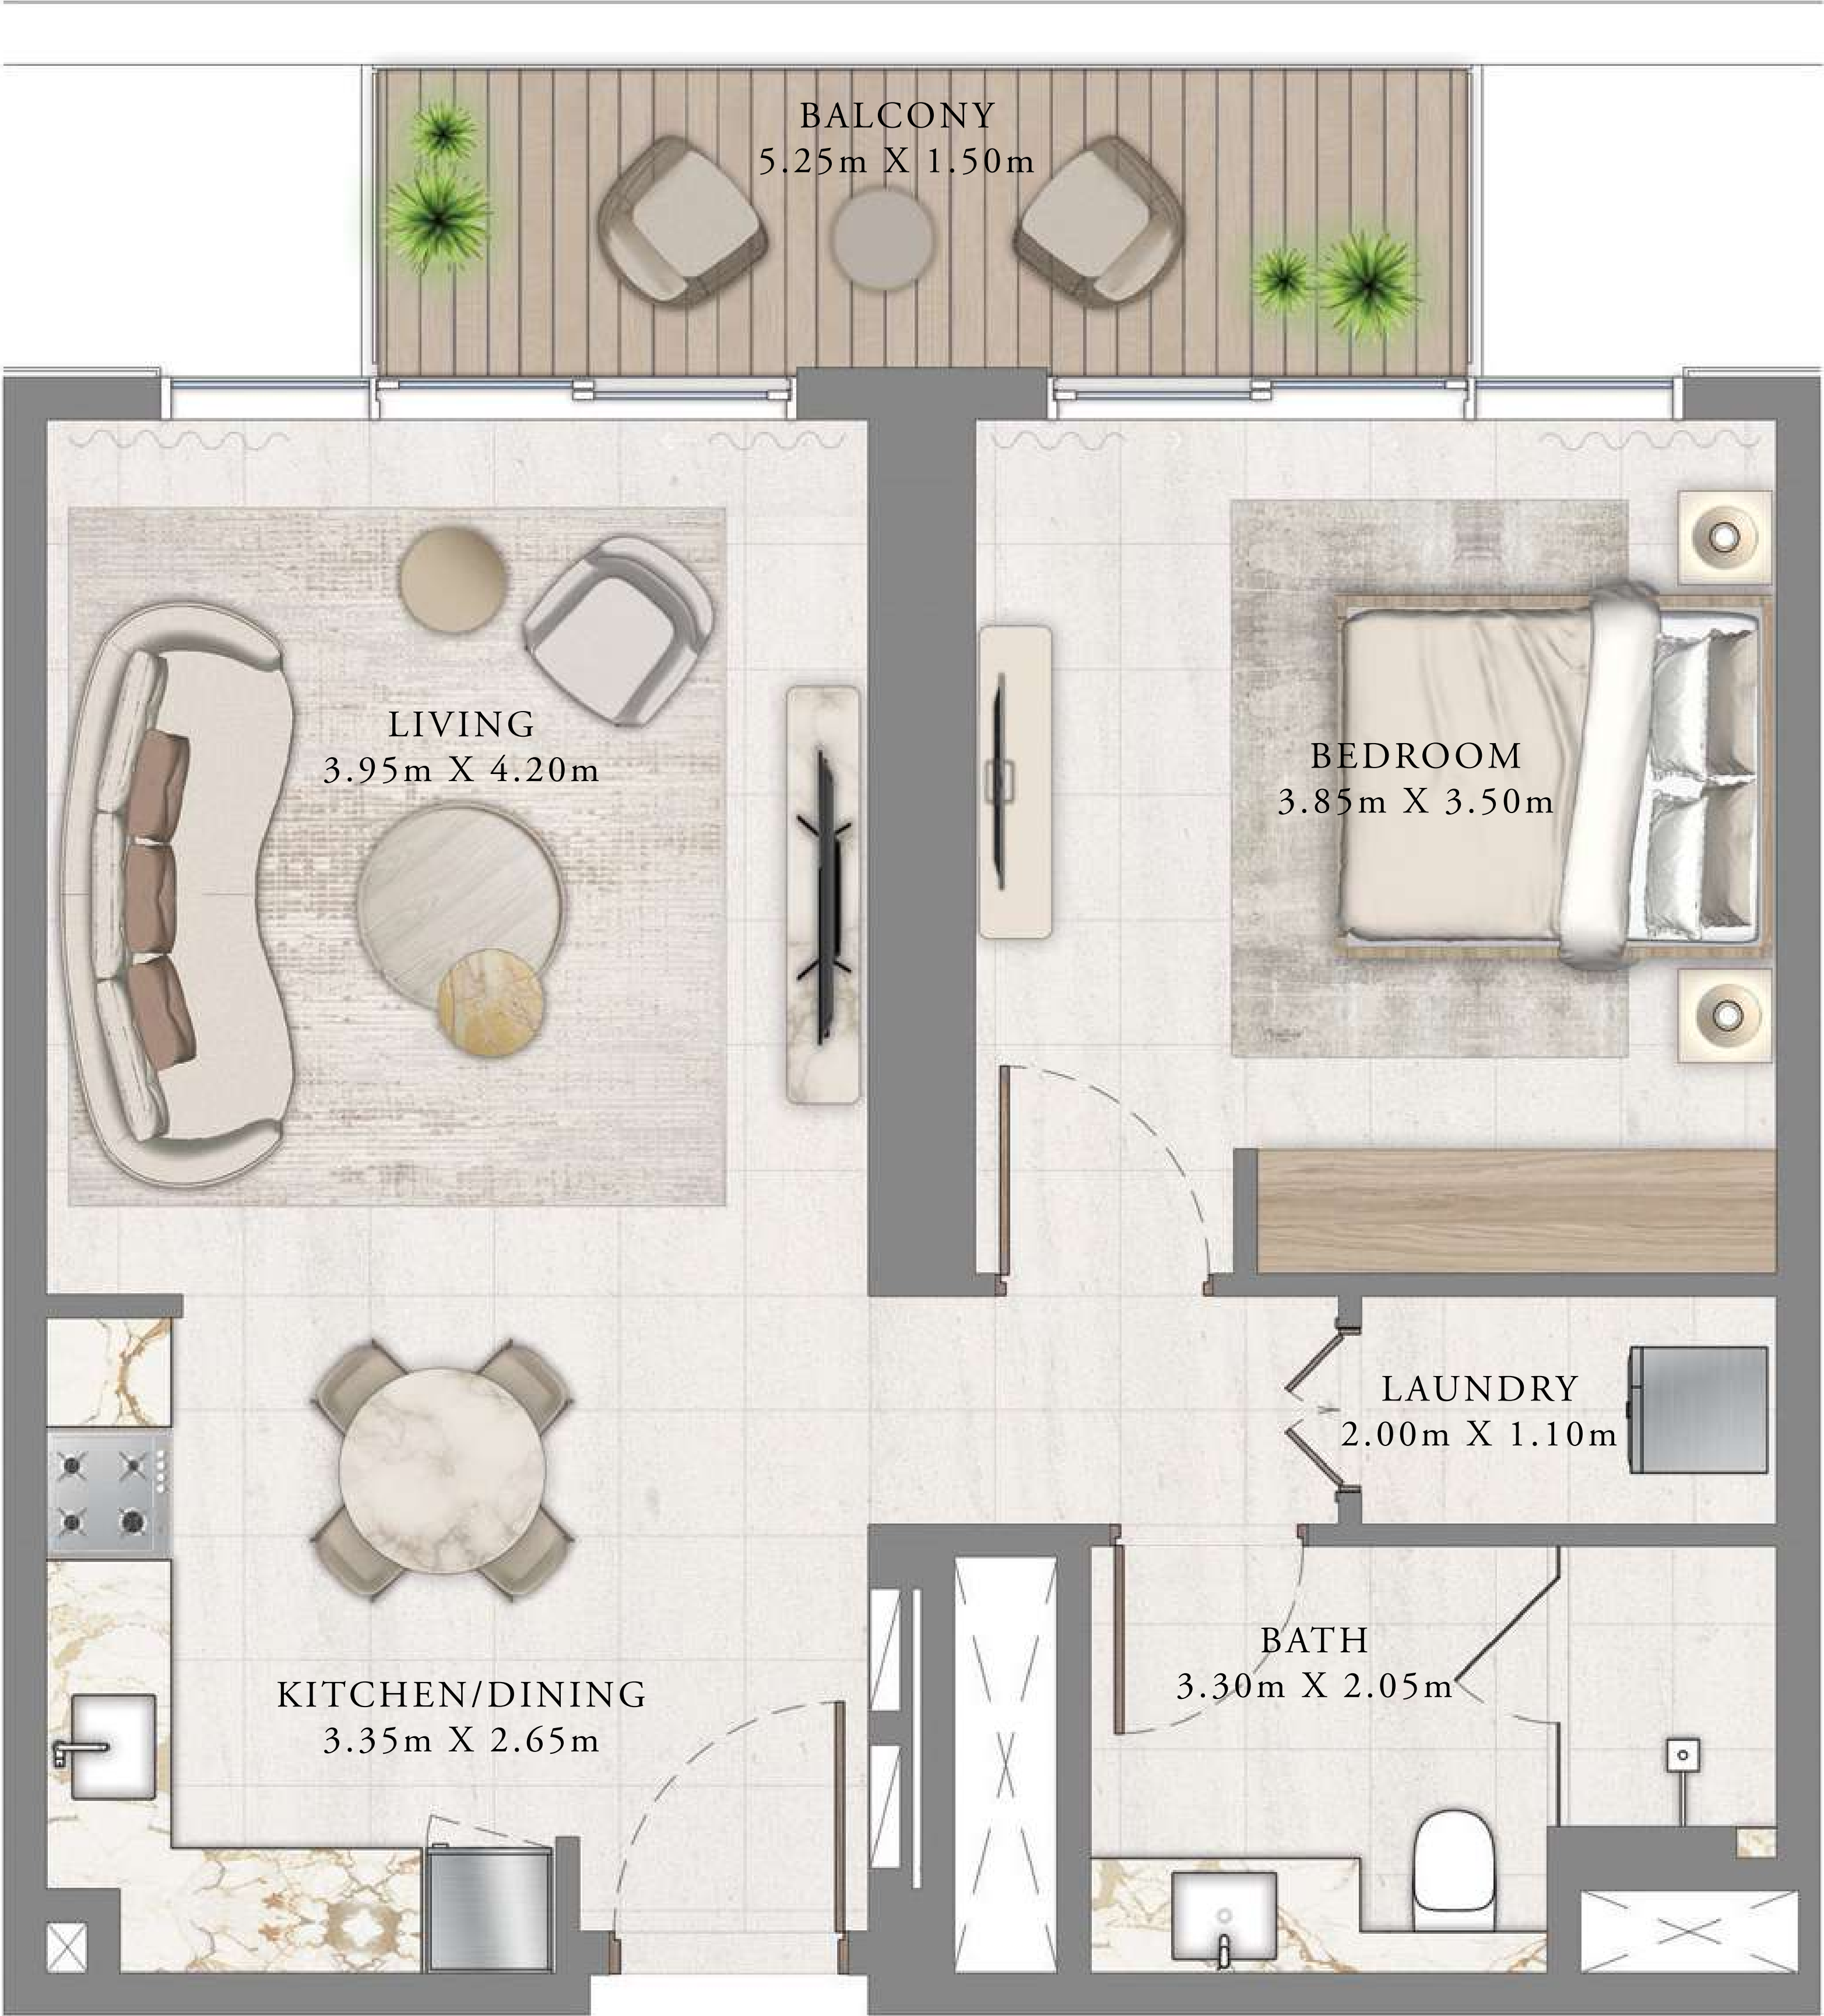 BALCONY
5.25m X 1.50m
LIVING
3.95m X 4.20m
BEDROOM
3.85m X 3.50m
LAUNDRY
2.00m X 1.10m
BATH
3.30m X 2.05m
KITCHEN/DINING
3.35m X 2.65m